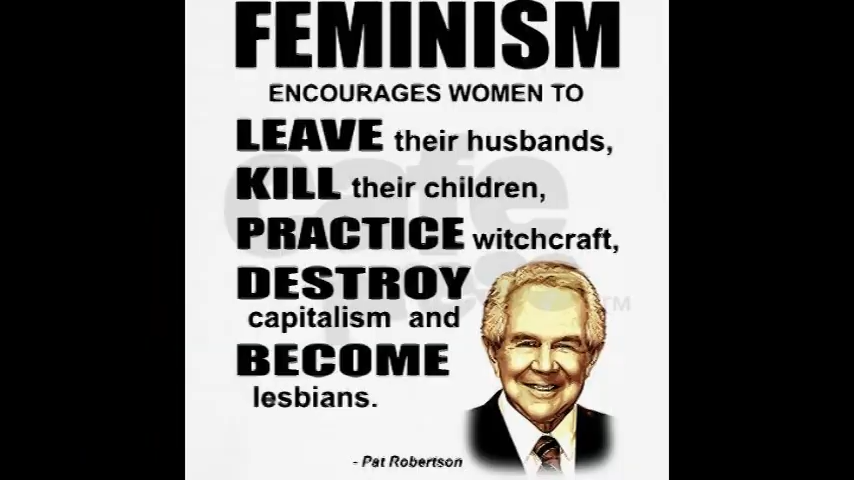 FEMINISM
ENCOURAGES WOMEN TO
LEAVE their husbands,
KILL their children,
PRACTICE witchcraft,
DESTROY
capitalism and
BECOME
lesbians.
- Pat Robertson